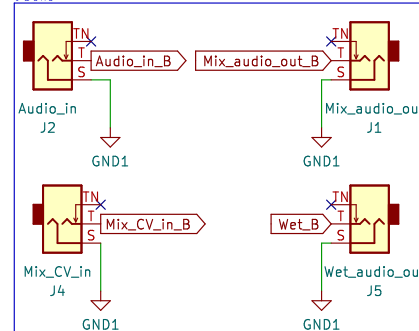 TN
T
S
Audio_in_B
Audio_in
J2
GND1
TN
T
S
Mix_audio_out_B
Mix_audio_ou
J1
GND1
TN
T
S
Mix_CV_in_B
Mix_CV_in
J4
GND1
TN
T
S
Wet_B
Wet_audio_ou
J5
GND1